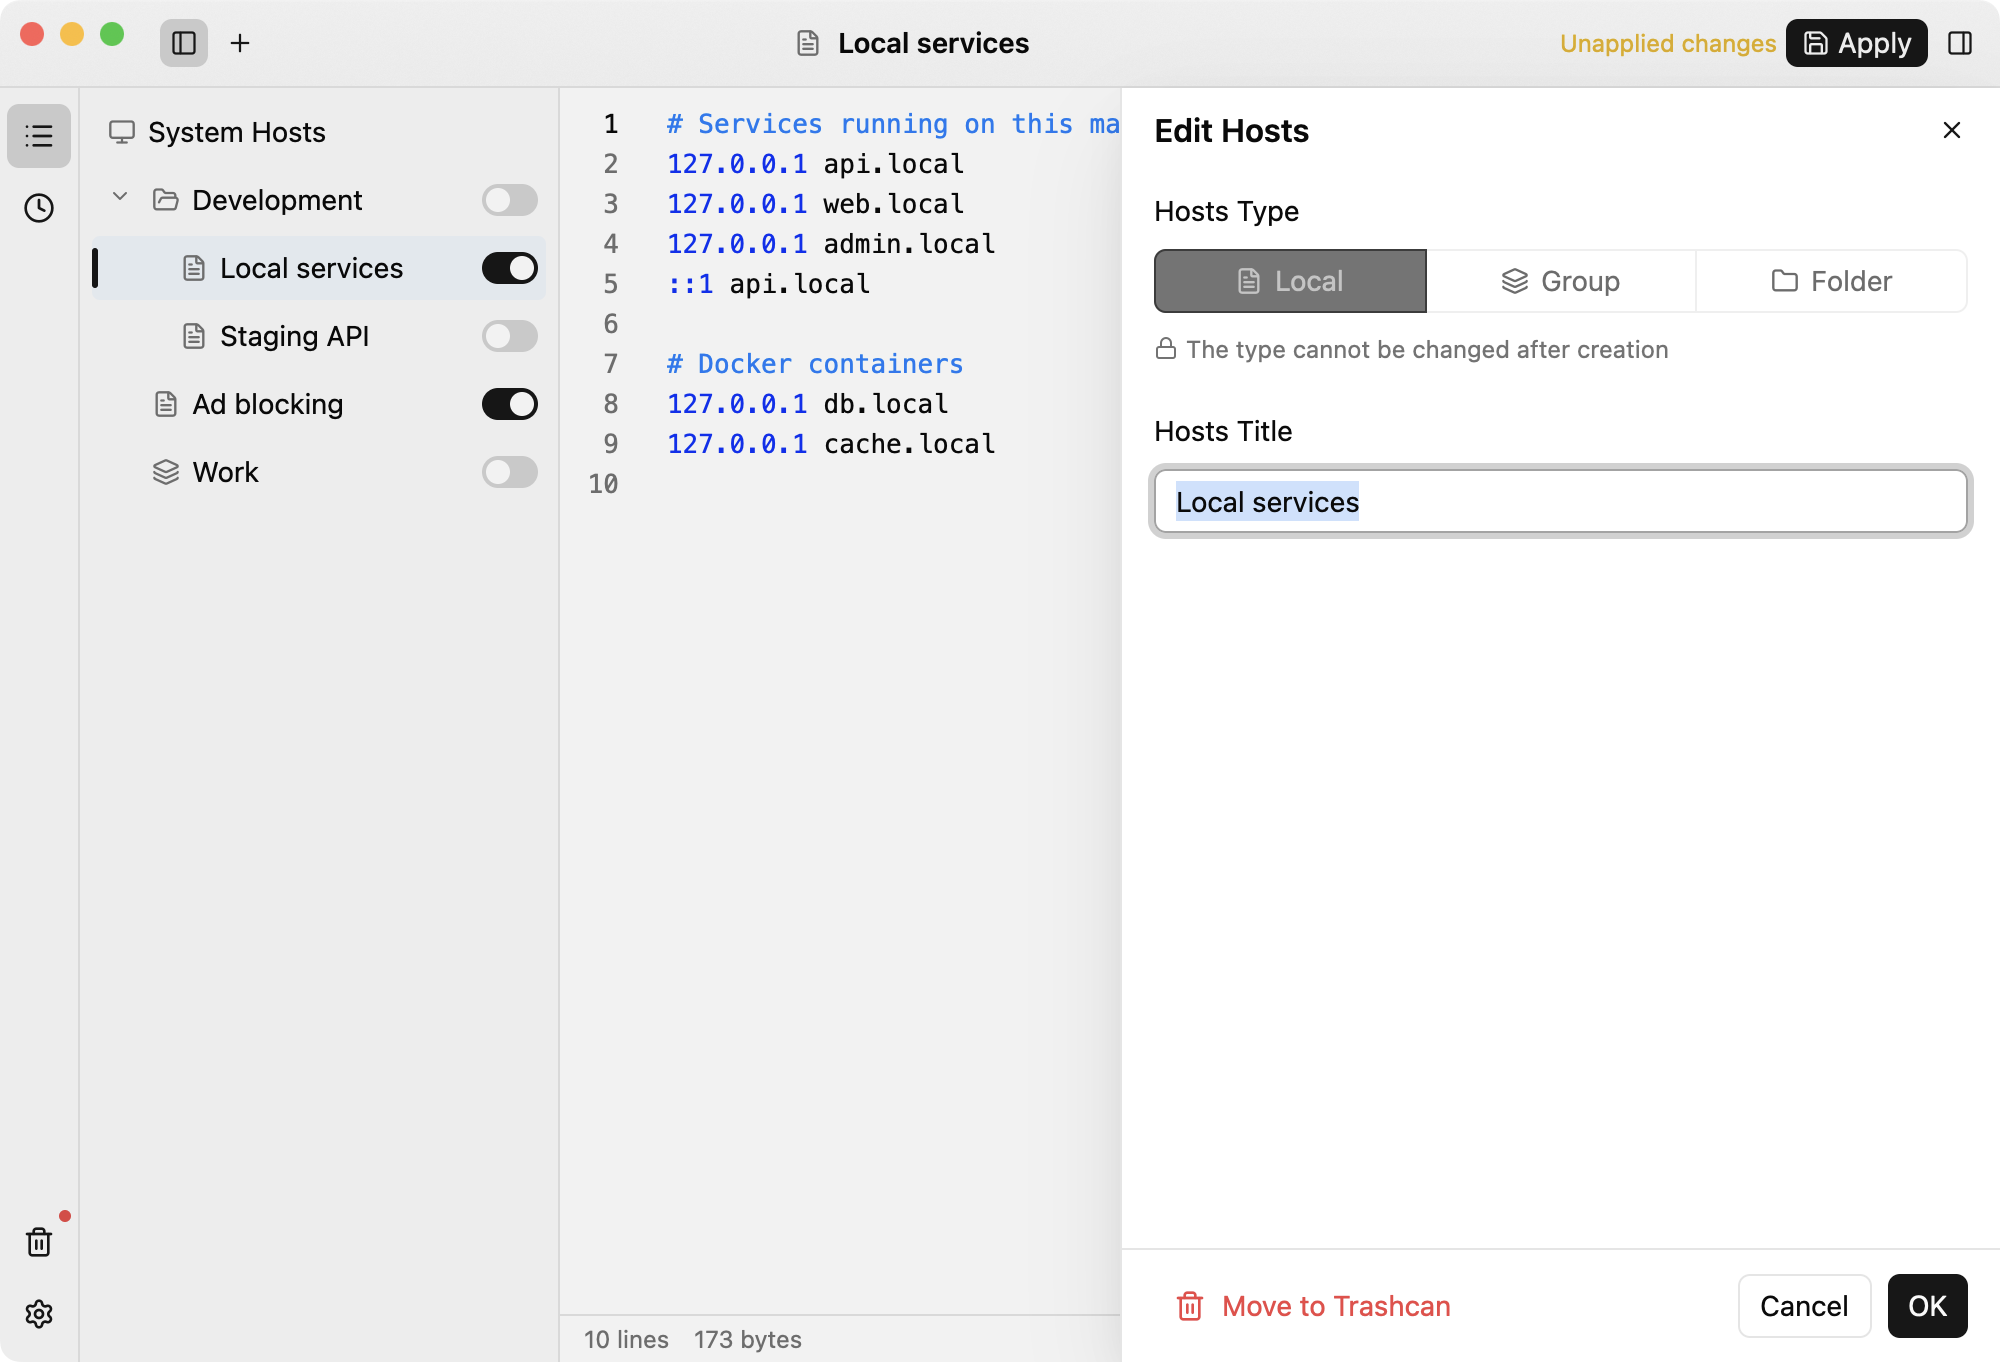 Local services
Unapplied changes
Apply
System Hosts
Development
Local services
Staging API
Ad blocking
Work
1 # Services running on this ma
2 127.0.0.1 api.local
3 127.0.0.1 web.local
4 127.0.0.1 admin.local
5 ::1 api.local
6
7 # Docker containers
8 127.0.0.1 db.local
9 127.0.0.1 cache.local
10
10 lines 173 bytes
Edit Hosts
Hosts Type
Local Group Folder
The type cannot be changed after creation
Hosts Title
Local services
Move to Trashcan
Cancel OK